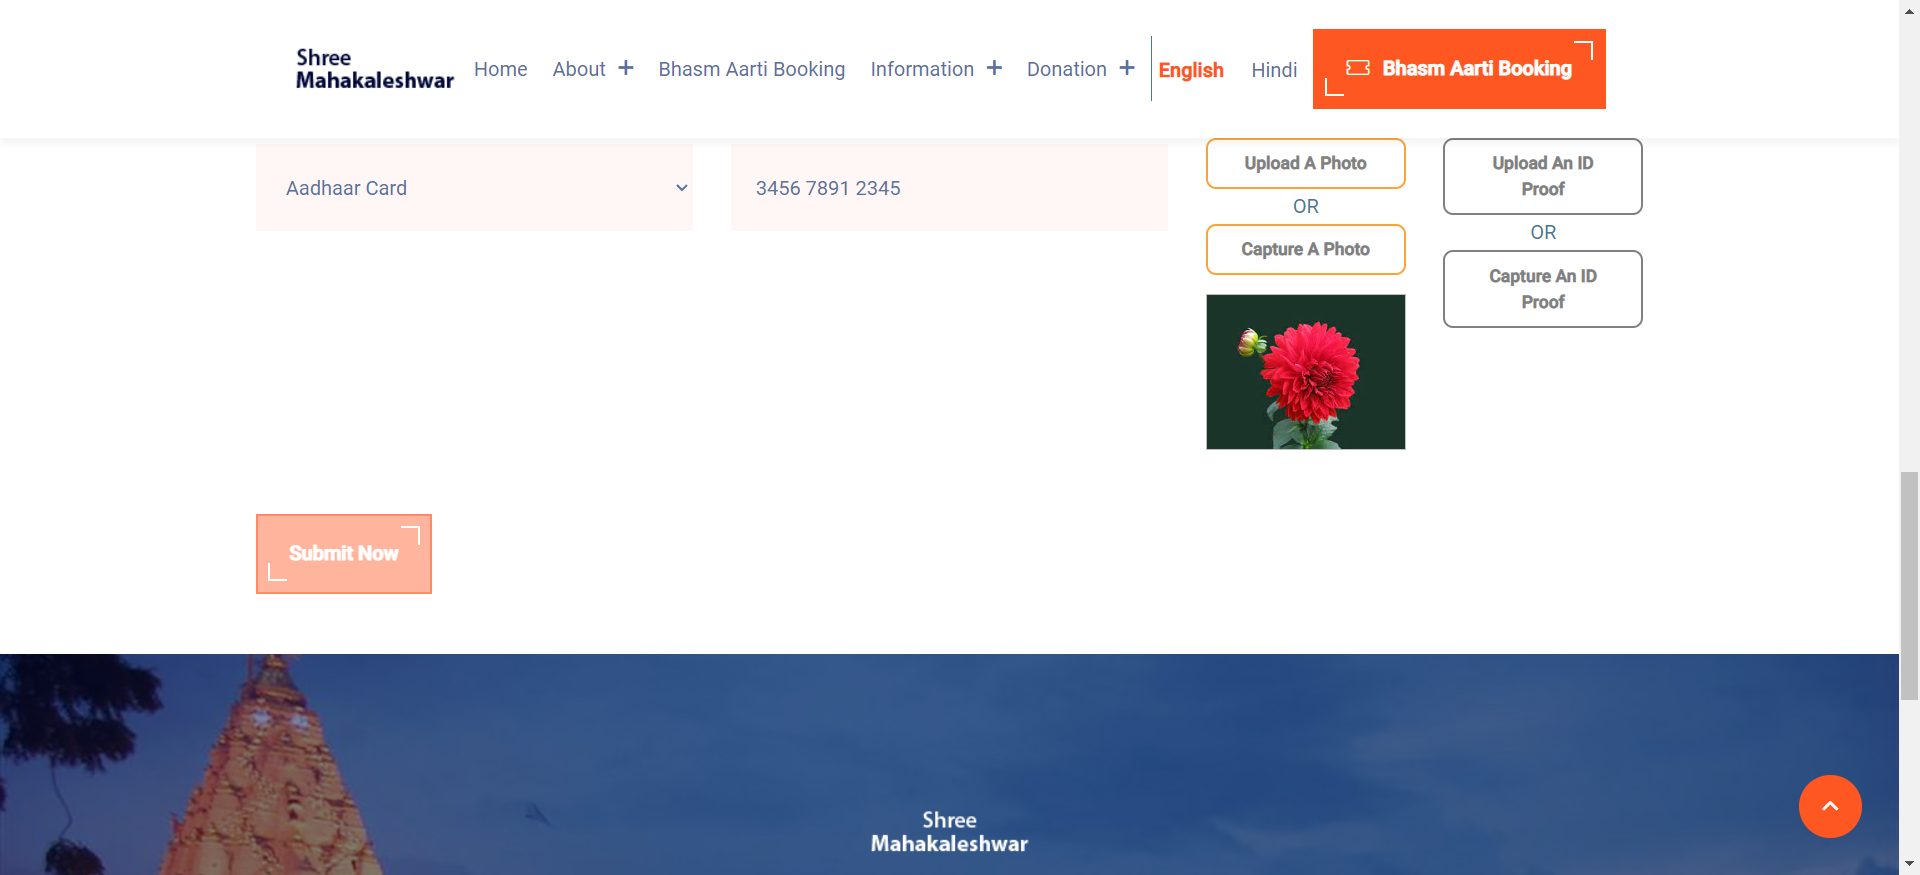 Shree
Mahakaleshwar
Home
About
Bhasm Aarti Booking
Information
Donation
English
Hindi
Bhasm Aarti Booking
Aadhaar Card
3456 7891 2345
Upload A Photo
OR
Capture A Photo
Upload An ID
Proof
OR
Capture An ID
Proof
Submit Now
Shree
Mahakaleshwar